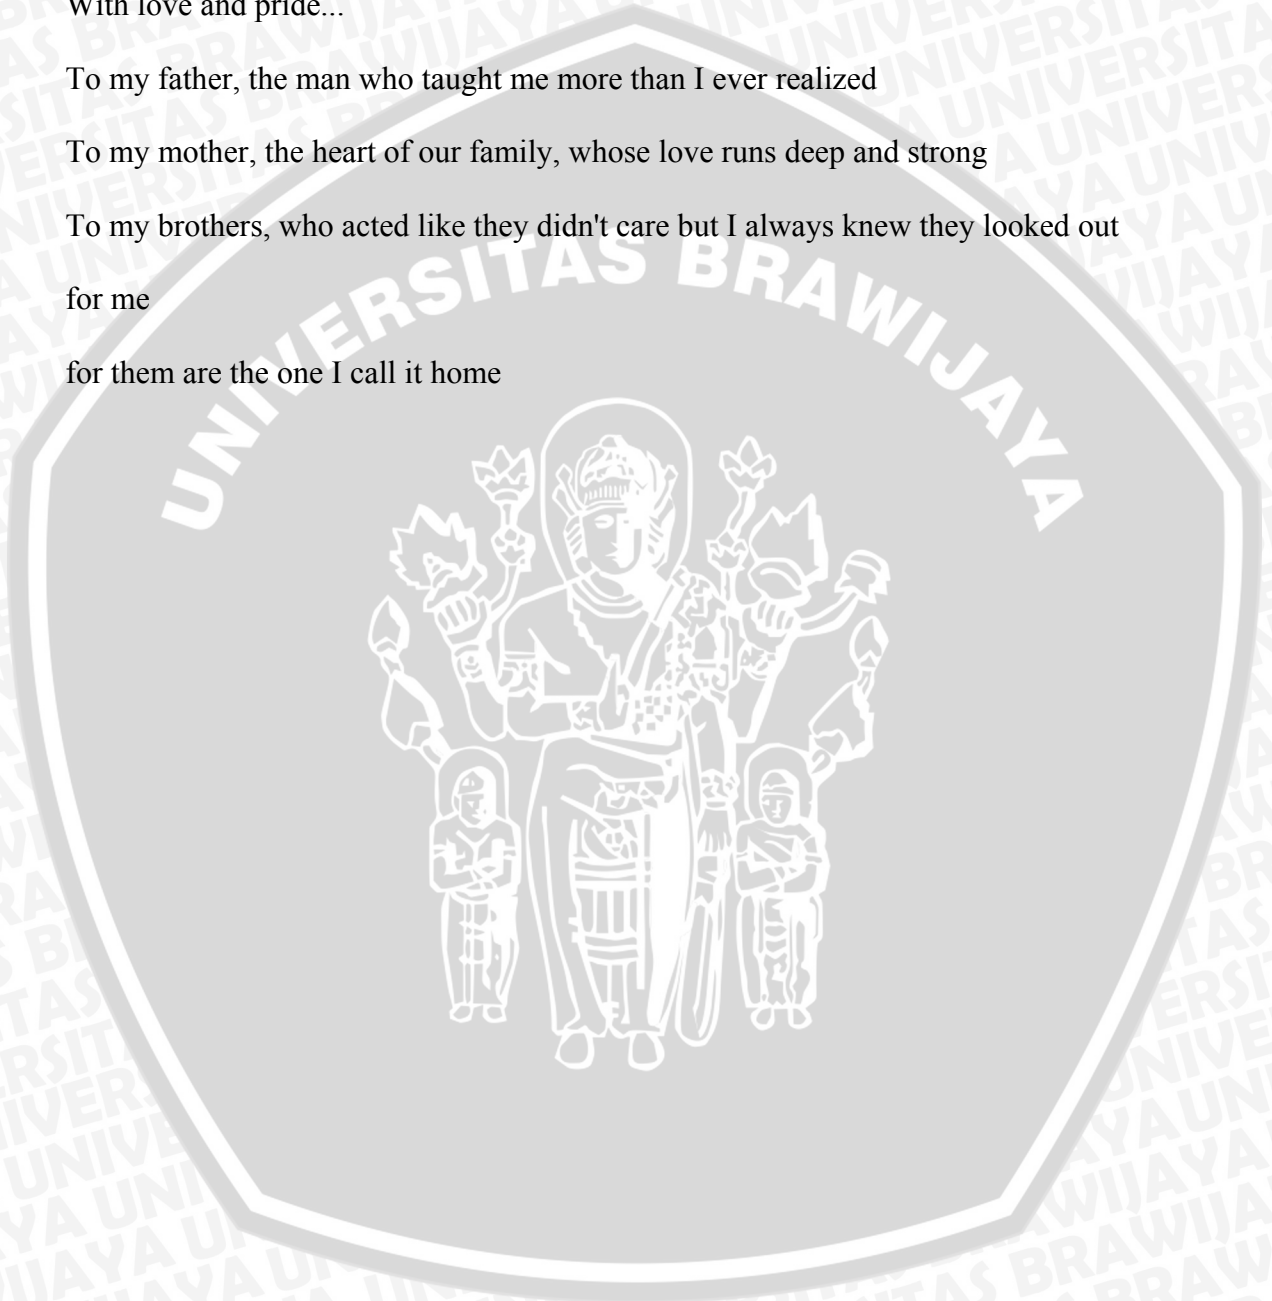 With love and pride...
To my father, the man who taught me more than I ever realized
To my mother, the heart of our family, whose love runs deep and strong
To my brothers, who acted like they didn't care but I always knew they looked out
for me
for them are the one I call it home
UNIVERSITAS BRAWIJAYA